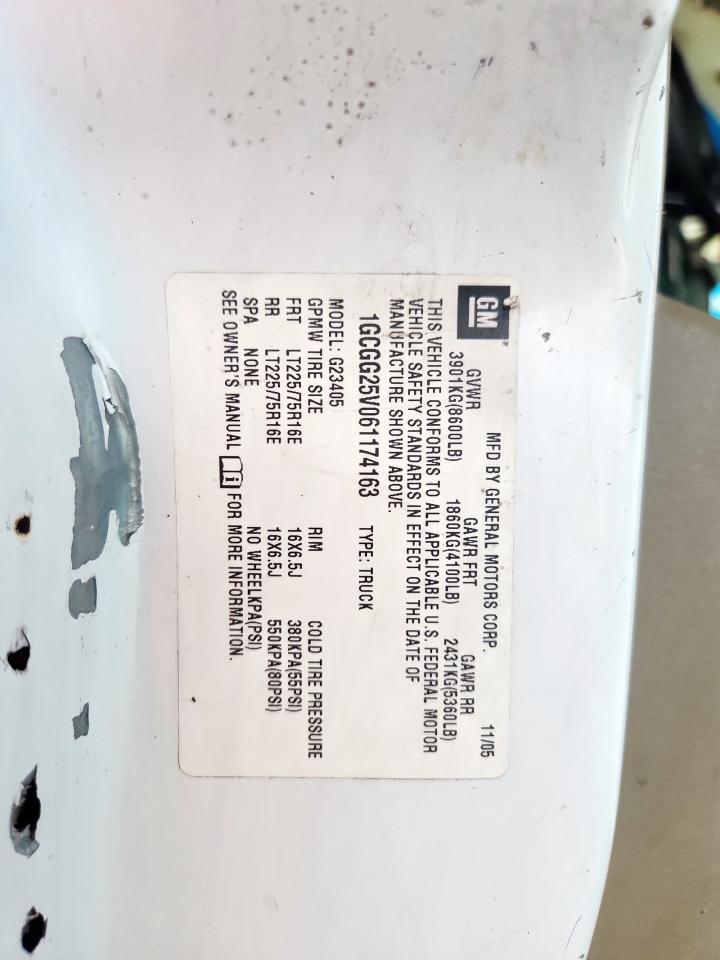 GM
MFD BY GENERAL MOTORS CORP. 11/05
GVWR GAWR FRT GAWR RR
3901KG(8600LB) 1860KG(4100LB) 2431KG(5360LB)
THIS VEHICLE CONFORMS TO ALL APPLICABLE U.S. FEDERAL MOTOR
VEHICLE SAFETY STANDARDS IN EFFECT ON THE DATE OF
MANUFACTURE SHOWN ABOVE.
1GCGG25V061174163 TYPE: TRUCK
MODEL: G23405
GPMW TIRE SIZE RIM COLD TIRE PRESSURE
FRT LT225/75R16E 16X6.5J 380KPA(55PSI)
RR LT225/75R16E 16X6.5J 550KPA(80PSI)
SPA NONE NO WHEELKPA(PSI)
SEE OWNER'S MANUAL i FOR MORE INFORMATION.